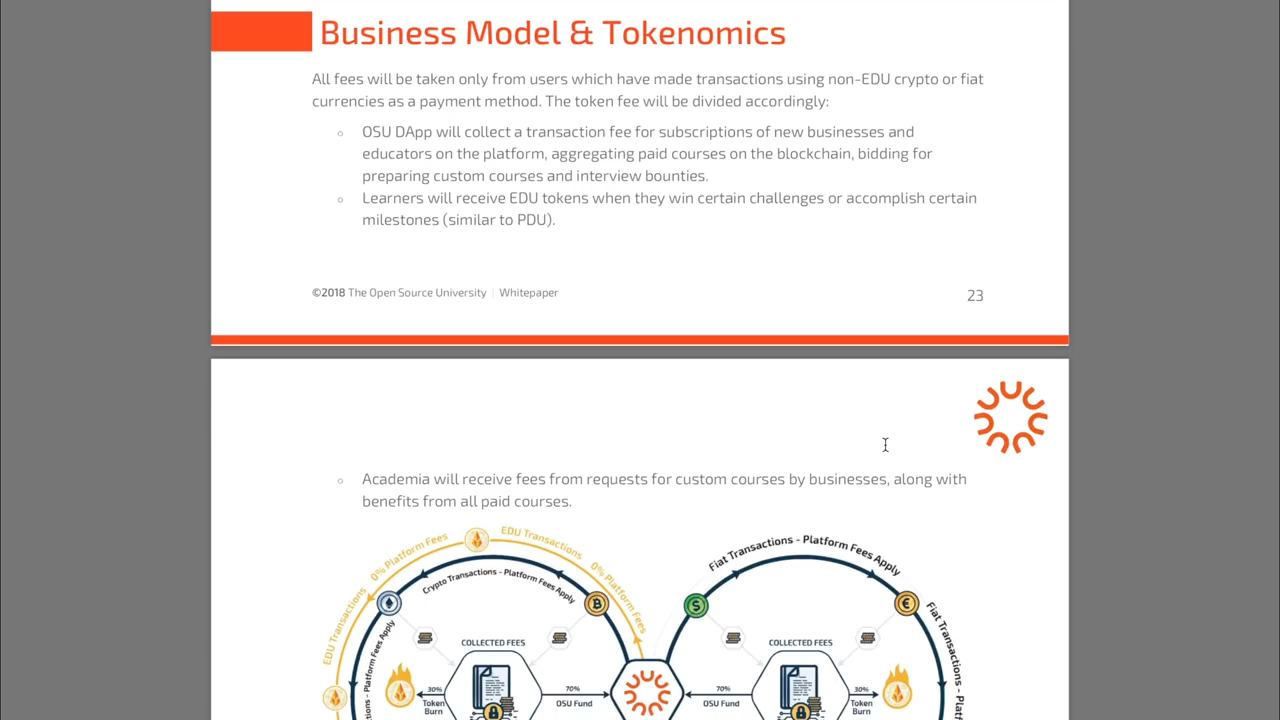 Business Model & Tokenomics
All fees will be taken only from users which have made transactions using non-EDU crypto or fiat
currencies as a payment method. The token fee will be divided accordingly:
○ OSU DApp will collect a transaction fee for subscriptions of new businesses and
educators on the platform, aggregating paid courses on the blockchain, bidding for
preparing custom courses and interview bounties.
○ Learners will receive EDU tokens when they win certain challenges or accomplish certain
milestones (similar to PDU).
©2018 The Open Source University | Whitepaper
23
○ Academia will receive fees from requests for custom courses by businesses, along with
benefits from all paid courses.
EDU Transactions
0% Platform Fees
EDU Transactions
0% Platform Fees
Crypto Transactions - Platform Fees Apply
Fees Apply
COLLECTED FEES
30%
Token
Burn
70%
OSU Fund
Fiat Transactions - Platform Fees Apply
Fiat Transactions -
COLLECTED FEES
70%
OSU Fund
30%
Token
Burn